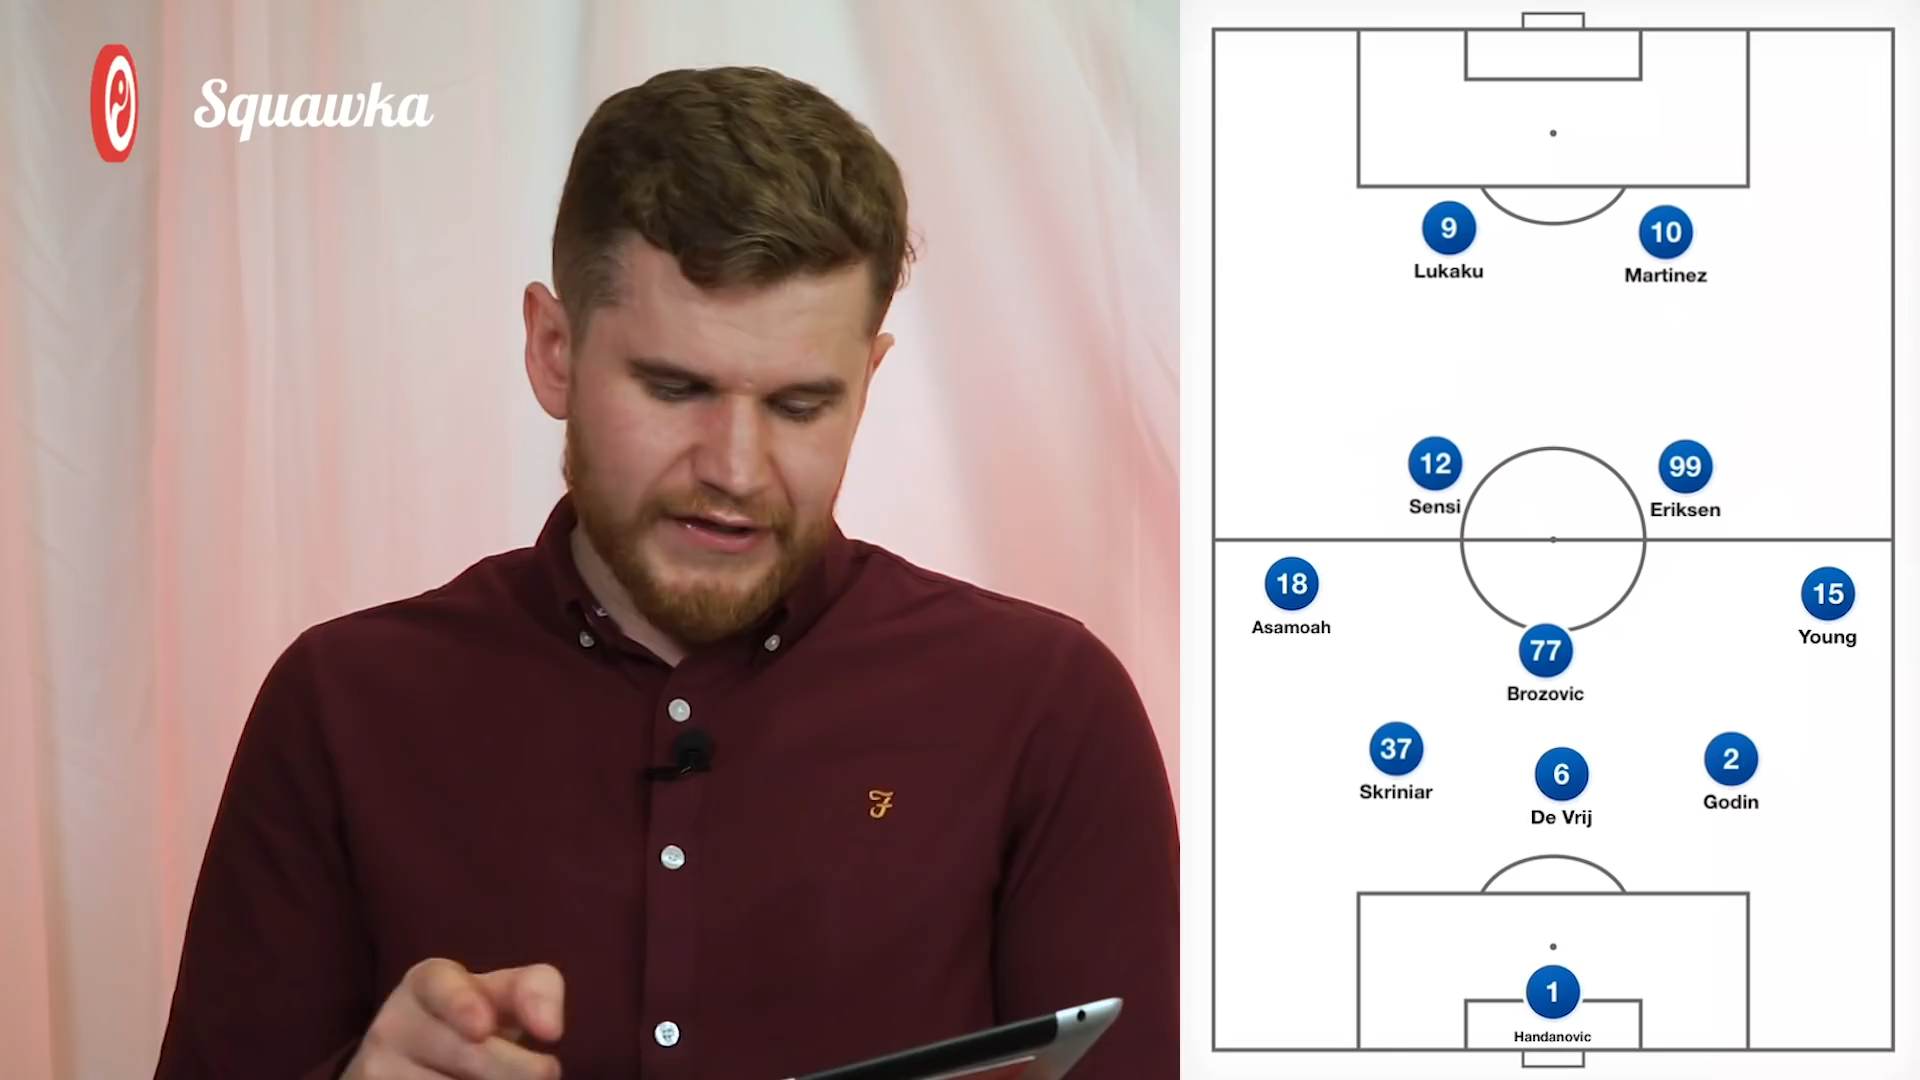 Squawka
9
Lukaku
10
Martinez
12
Sensi
99
Eriksen
18
Asamoah
15
Young
77
Brozovic
37
Skriniar
6
De Vrij
2
Godin
1
Handanovic